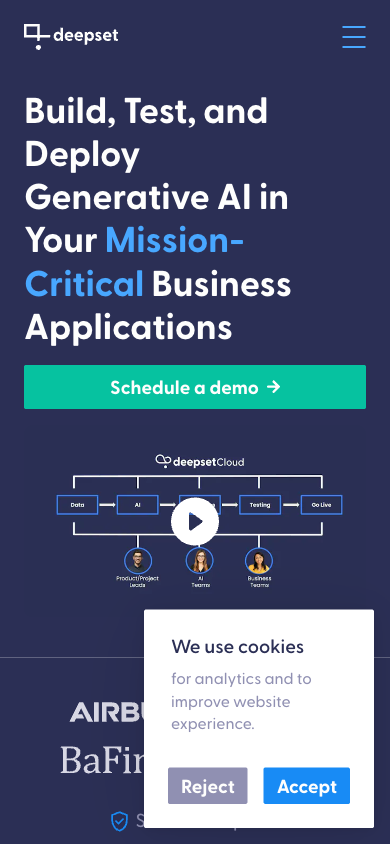 deepset
Build, Test, and
Deploy
Generative AI in
Your Mission-
Critical Business
Applications
Schedule a demo →
deepsetCloud
Data
AI
Testing
Go Live
Product/Project
Leads
AI
Teams
Business
Teams
We use cookies
for analytics and to
improve website
experience.
Reject
Accept